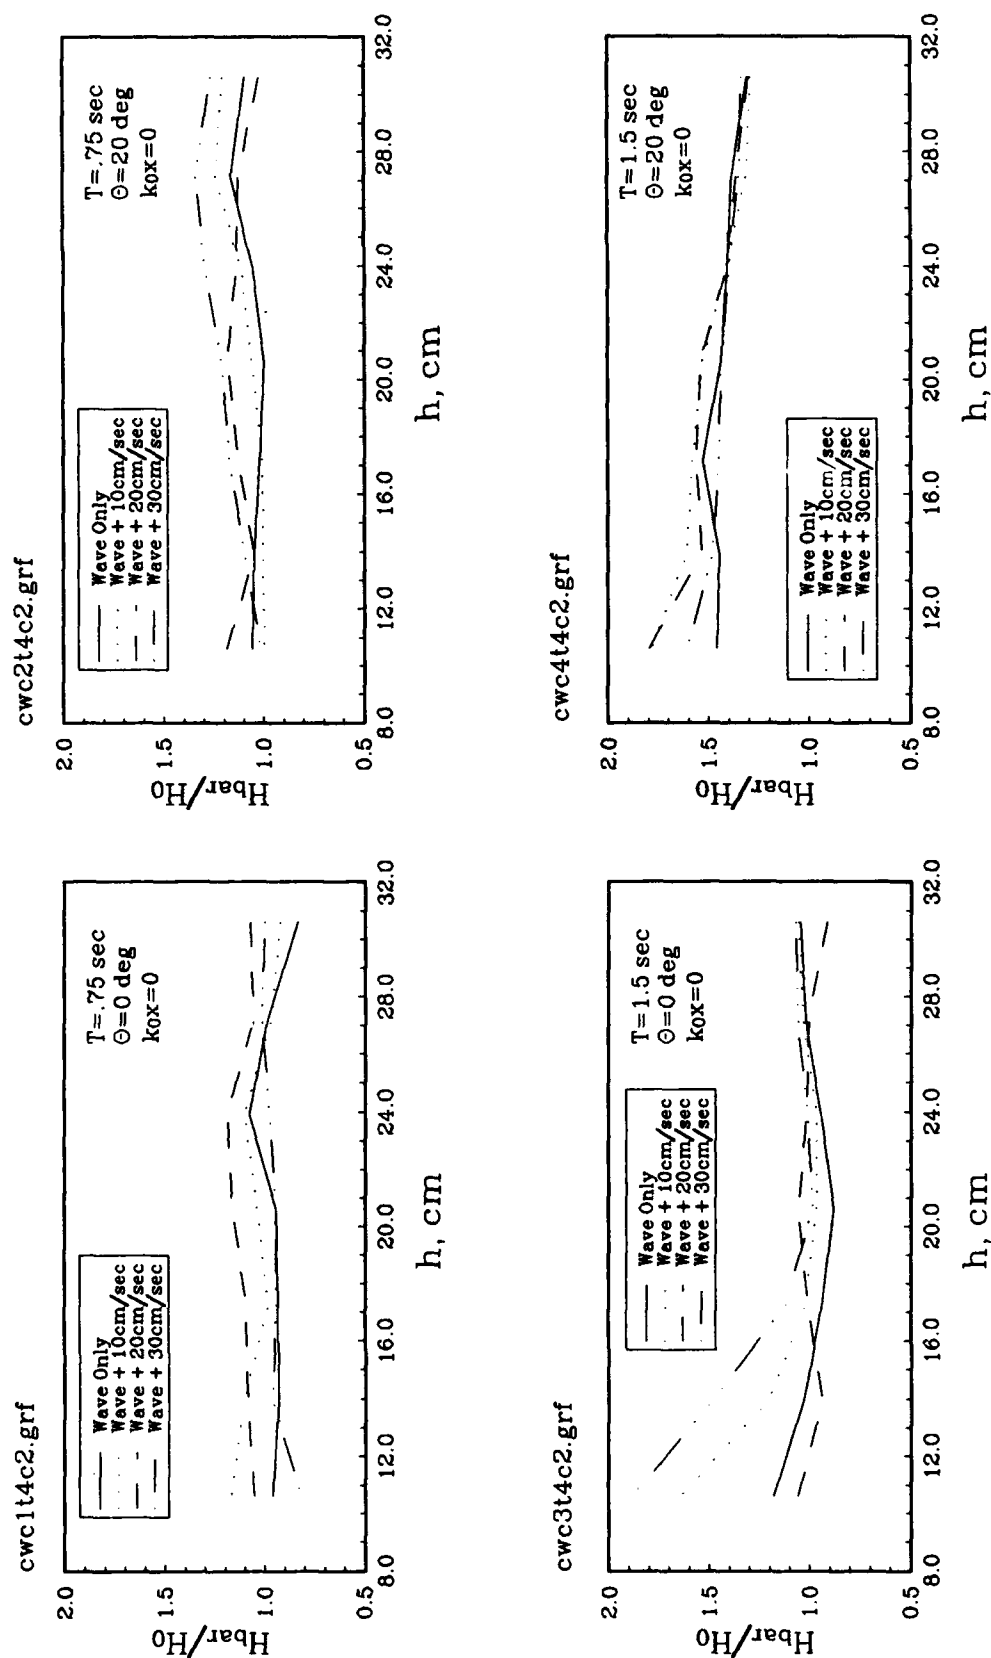 cwc1t4c2.grf
2.0
1.5
1.0
0.5
Hbar/H0
Wave Only
Wave + 10cm/sec
Wave + 20cm/sec
Wave + 30cm/sec
T=.75 sec
Θ=0 deg
k0x=0
8.0 12.0 16.0 20.0 24.0 28.0 32.0
h, cm
cwc2t4c2.grf
2.0
1.5
1.0
0.5
Hbar/H0
Wave Only
Wave + 10cm/sec
Wave + 20cm/sec
Wave + 30cm/sec
T=.75 sec
Θ=20 deg
k0x=0
8.0 12.0 16.0 20.0 24.0 28.0 32.0
h, cm
cwc3t4c2.grf
2.0
1.5
1.0
0.5
Hbar/H0
Wave Only
Wave + 10cm/sec
Wave + 20cm/sec
Wave + 30cm/sec
T=1.5 sec
Θ=0 deg
k0x=0
8.0 12.0 16.0 20.0 24.0 28.0 32.0
h, cm
cwc4t4c2.grf
2.0
1.5
1.0
0.5
Hbar/H0
Wave Only
Wave + 10cm/sec
Wave + 20cm/sec
Wave + 30cm/sec
T=1.5 sec
Θ=20 deg
k0x=0
8.0 12.0 16.0 20.0 24.0 28.0 32.0
h, cm